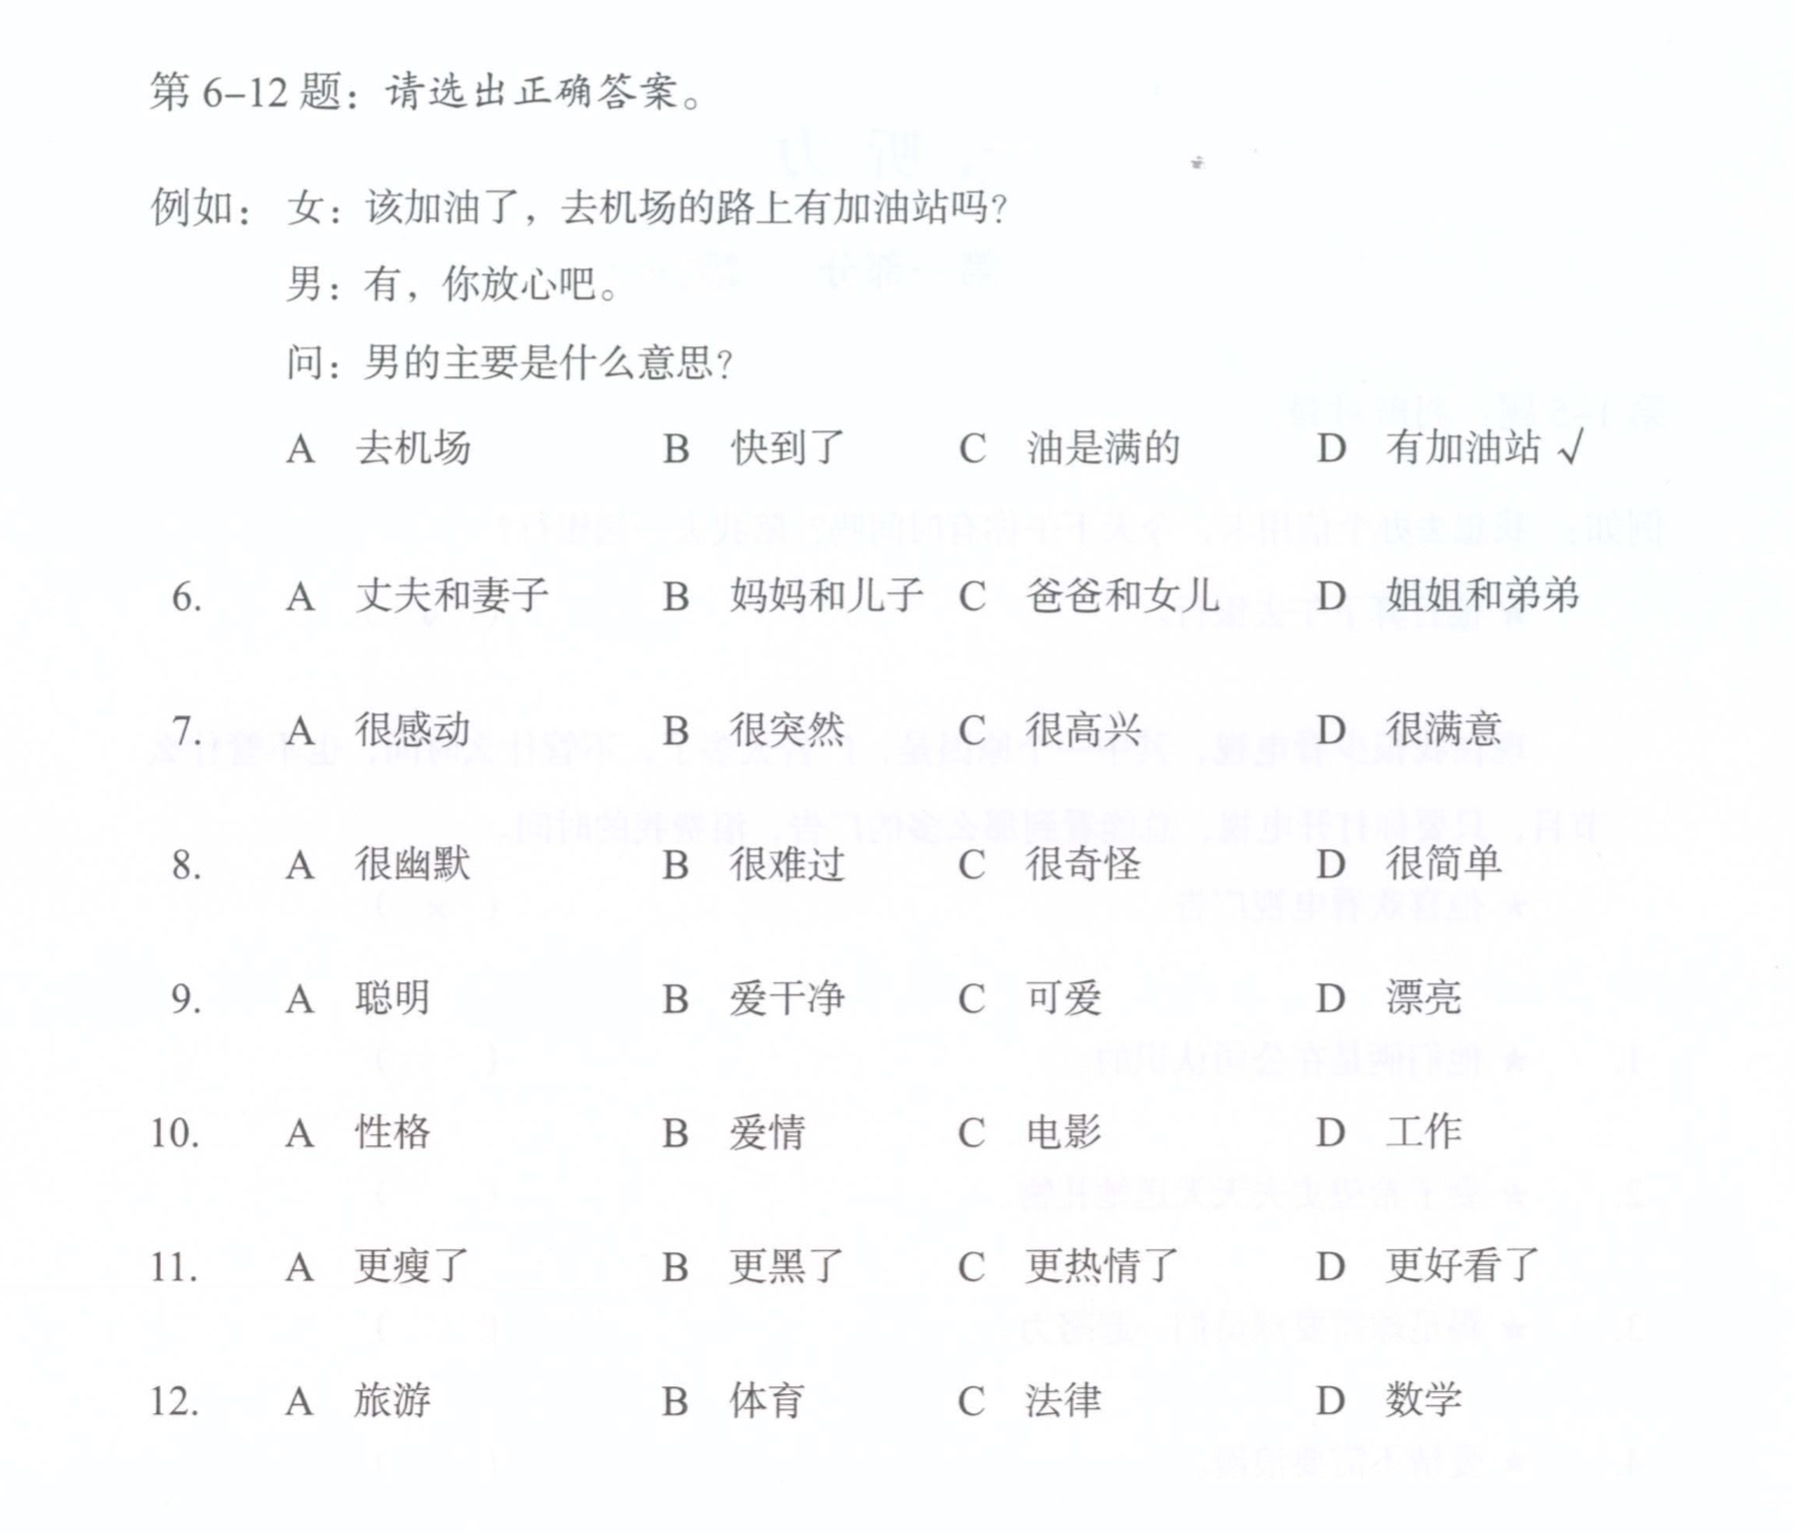 第 6–12 题：请选出正确答案。
例如： 女：该加油了，去机场的路上有加油站吗？
男：有，你放心吧。
问：男的主要是什么意思？
A 去机场 B 快到了 C 油是满的 D 有加油站 √
6. A 丈夫和妻子 B 妈妈和儿子 C 爸爸和女儿 D 姐姐和弟弟
7. A 很感动 B 很突然 C 很高兴 D 很满意
8. A 很幽默 B 很难过 C 很奇怪 D 很简单
9. A 聪明 B 爱干净 C 可爱 D 漂亮
10. A 性格 B 爱情 C 电影 D 工作
11. A 更瘦了 B 更黑了 C 更热情了 D 更好看了
12. A 旅游 B 体育 C 法律 D 数学